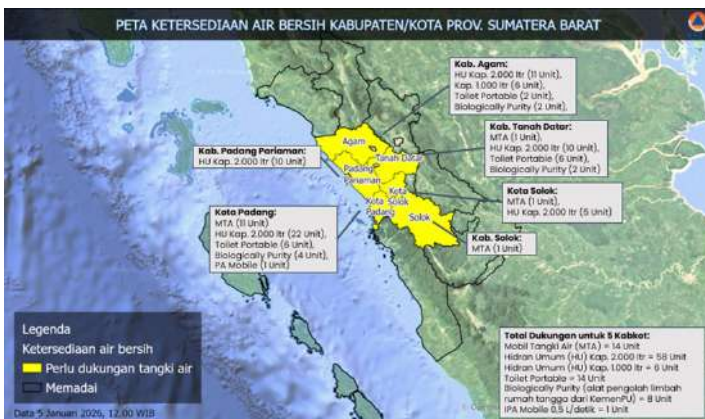 PETA KETERSEDIAAN AIR BERSIH KABUPATEN/KOTA PROV. SUMATERA BARAT
Kab. Agam:
HU Kap. 2.000 ltr (11 Unit),
Kap. 1.000 ltr (6 Unit),
Toilet Portable (2 Unit),
Biologically Purity (2 Unit),
Kab. Tanah Datar:
MTA (1 Unit),
HU Kap. 2.000 ltr (10 Unit),
Toilet Portable (6 Unit),
Biologically Purity (2 Unit)
Kab. Padang Pariaman:
HU Kap. 2.000 ltr (10 Unit)
Kota Solok:
MTA (1 Unit),
HU Kap. 2.000 ltr (5 Unit)
Kota Padang:
MTA (11 Unit)
HU Kap. 2.000 ltr (22 Unit),
Toilet Portable (6 Unit),
Biologically Purity (4 Unit),
PA Mobile (1 Unit)
Kab. Solok:
MTA (1 Unit)
Agam
Tanah Datar
Padang
Pariaman
Kota
Solok
Kota
Padang
Solok
Legenda
Ketersediaan air bersih
Perlu dukungan tangki air
Memadai
Data 5 Januari 2026, 12.00 WIB
Total Dukungan untuk 5 Kabkot:
Mobil Tangki Air (MTA) = 14 Unit
Hidran Umum (HU) Kap. 2.000 ltr = 58 Unit
Hidran Umum (HU) Kap. 1.000 ltr = 6 Unit
Toilet Portable = 14 Unit
Biologically Purity (alat pengolah limbah
rumah tangga dari KemenPU) = 8 Unit
IPA Mobile 0,5 L/detik = 1 Unit